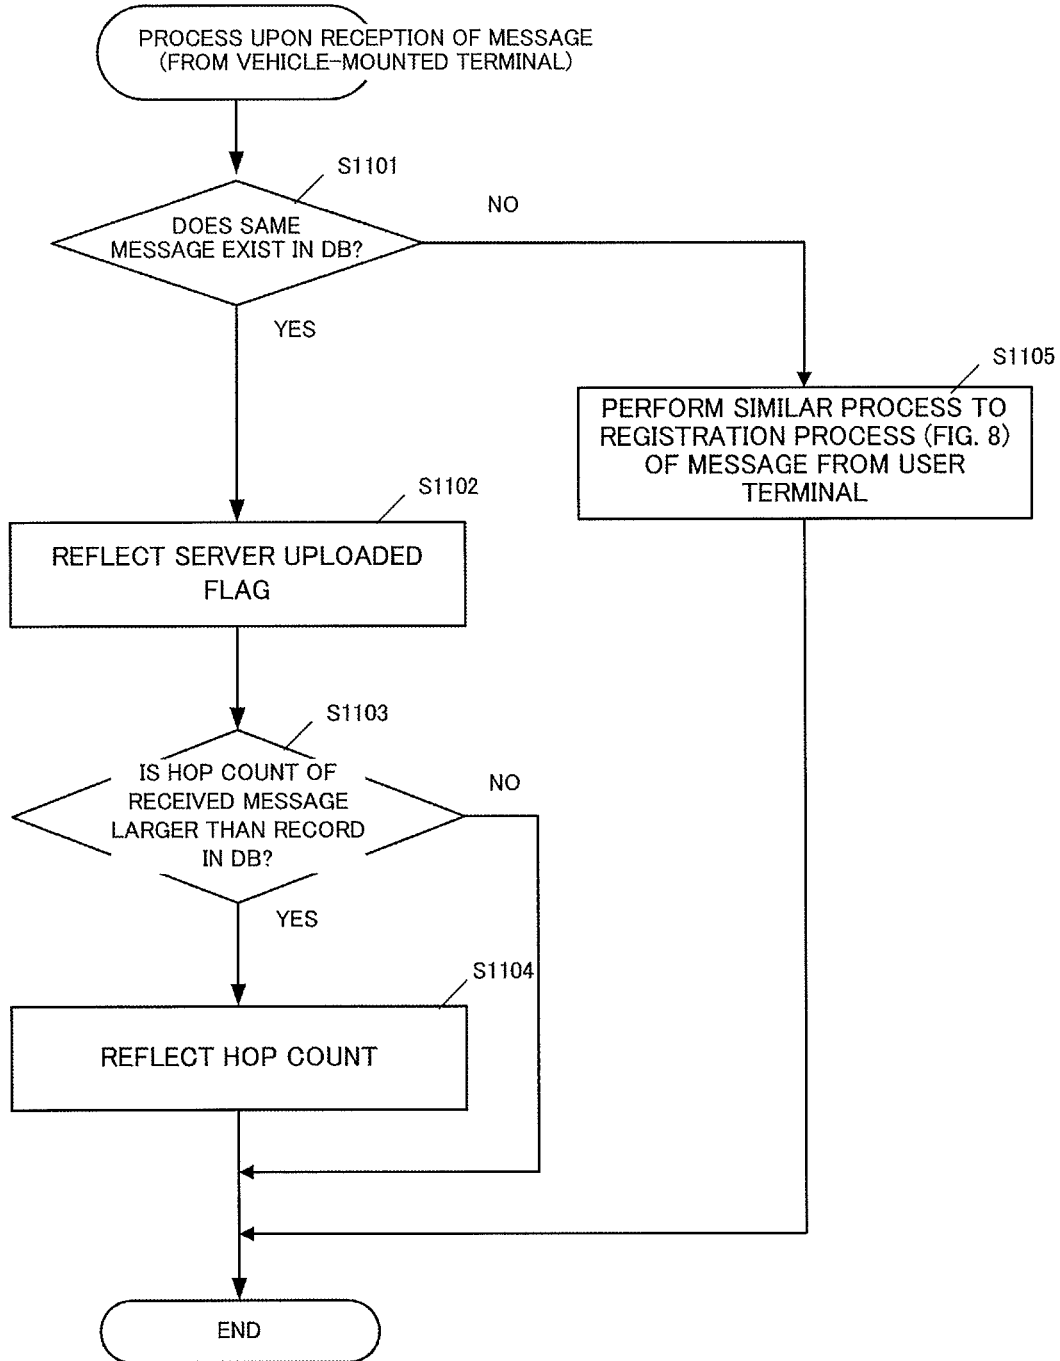 PROCESS UPON RECEPTION OF MESSAGE
(FROM VEHICLE-MOUNTED TERMINAL)
S1101
DOES SAME
MESSAGE EXIST IN DB?
NO
YES
S1105
PERFORM SIMILAR PROCESS TO
REGISTRATION PROCESS (FIG. 8)
OF MESSAGE FROM USER
TERMINAL
S1102
REFLECT SERVER UPLOADED
FLAG
S1103
IS HOP COUNT OF
RECEIVED MESSAGE
LARGER THAN RECORD
IN DB?
NO
YES
S1104
REFLECT HOP COUNT
END